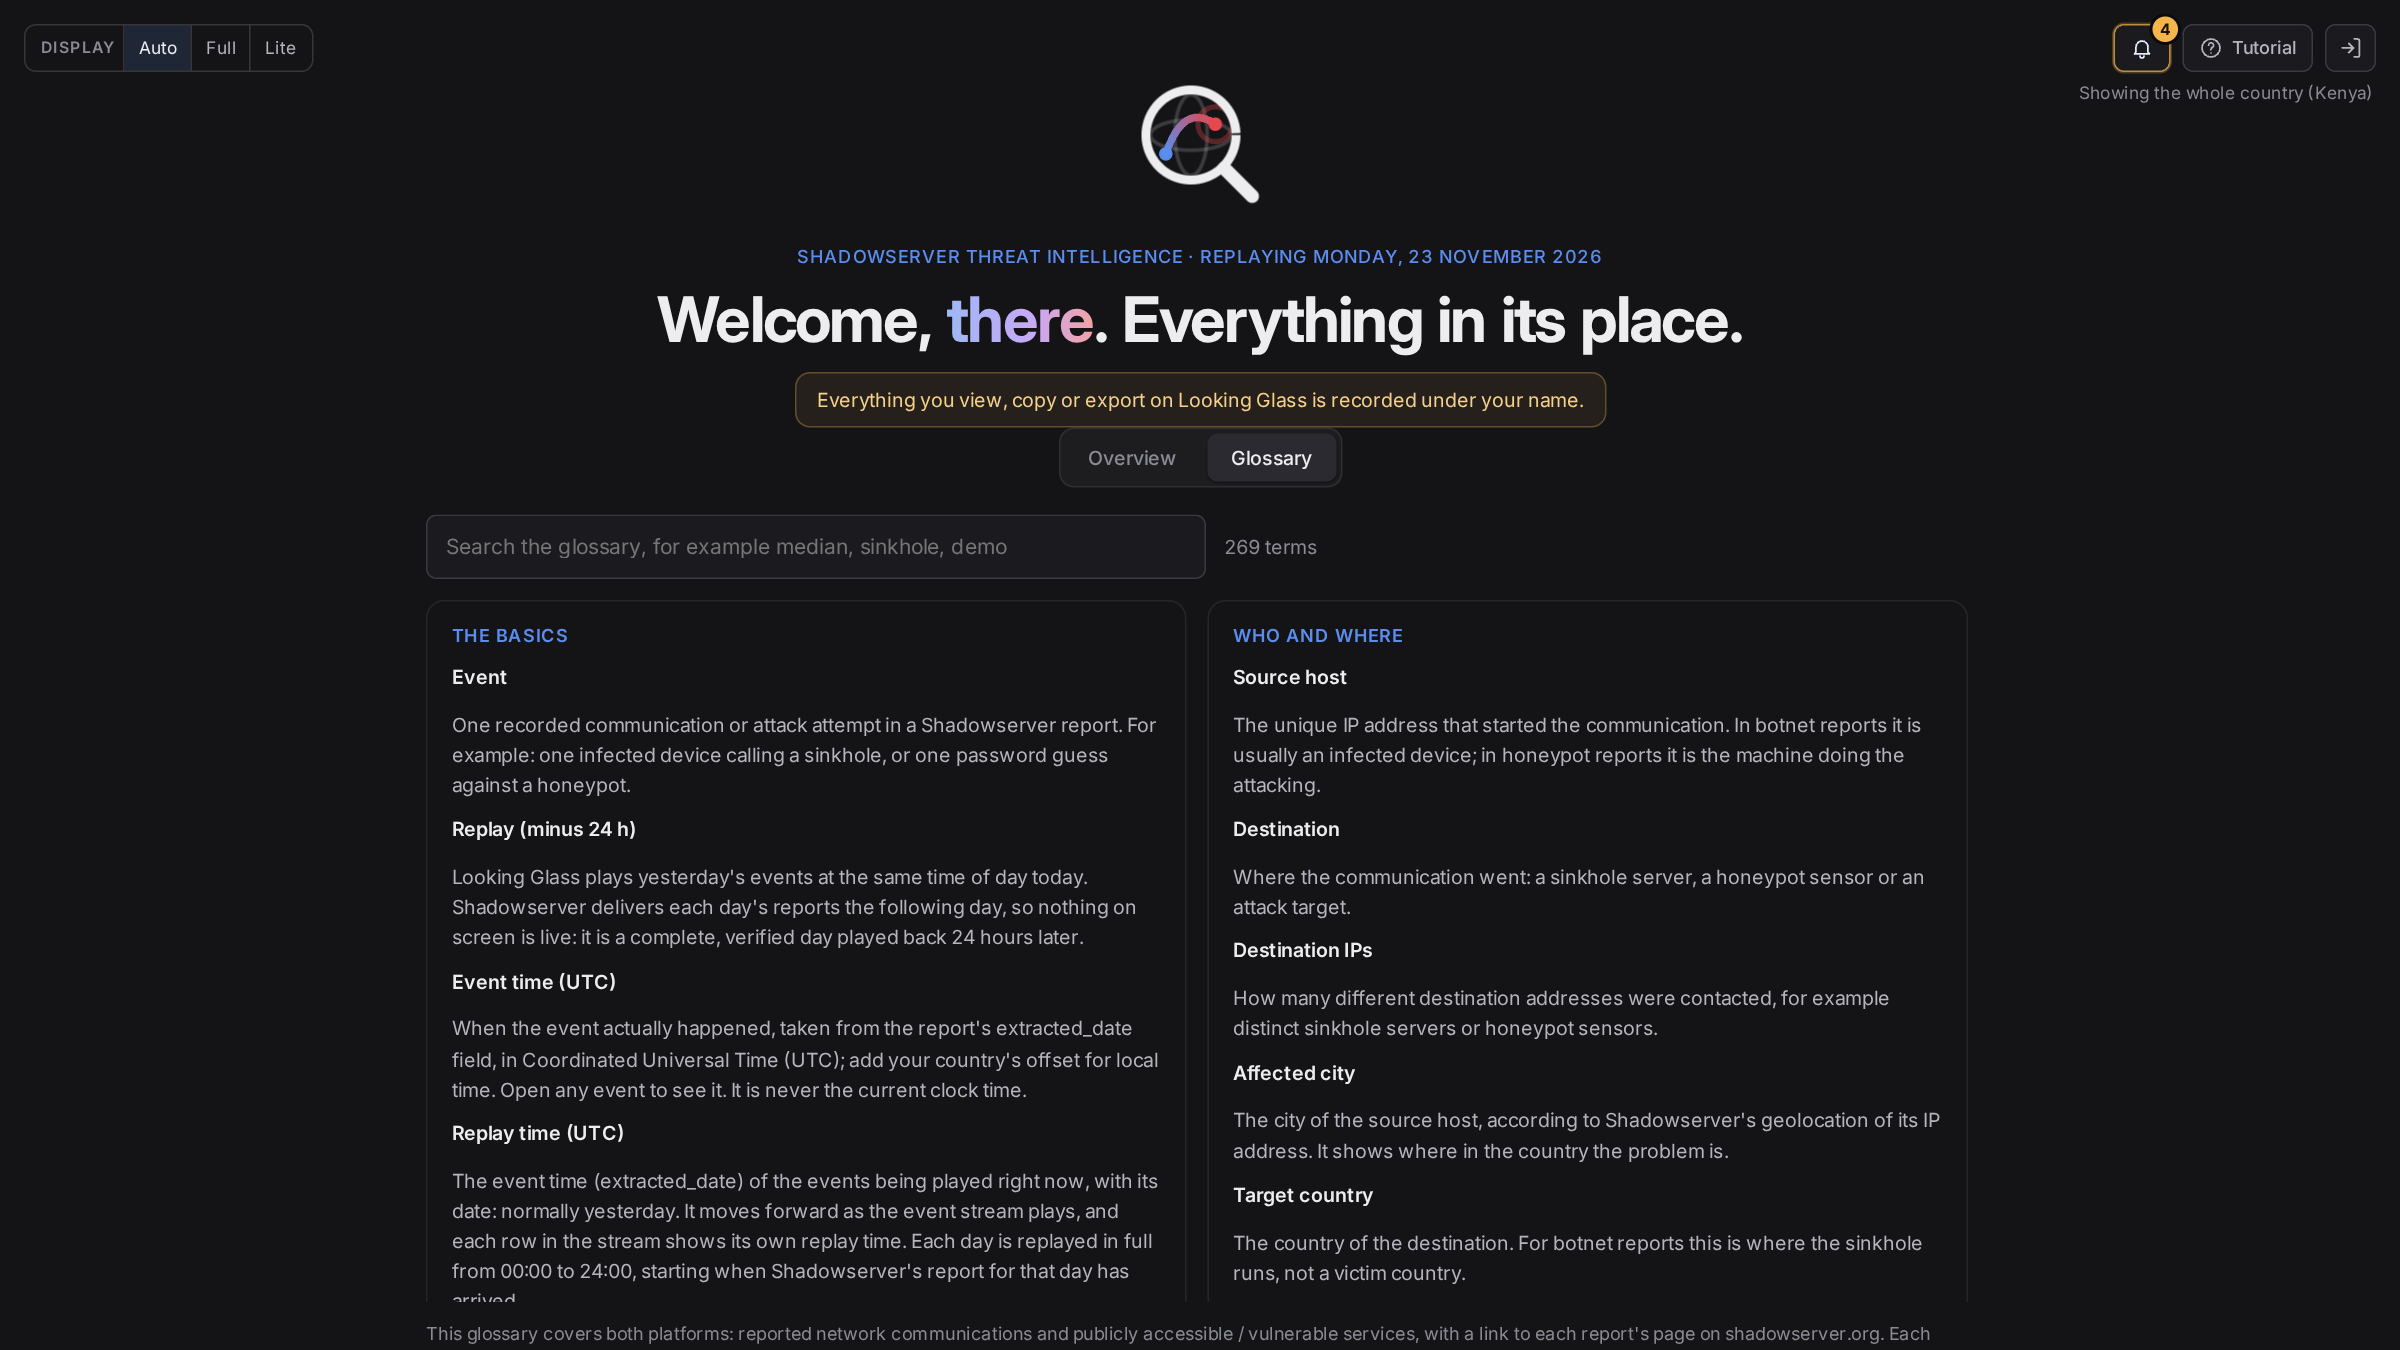 DISPLAY Auto Full Lite
4
Tutorial
Showing the whole country (Kenya)
SHADOWSERVER THREAT INTELLIGENCE · REPLAYING MONDAY, 23 NOVEMBER 2026
Welcome, there. Everything in its place.
Everything you view, copy or export on Looking Glass is recorded under your name.
Overview Glossary
Search the glossary, for example median, sinkhole, demo
269 terms
THE BASICS
Event
One recorded communication or attack attempt in a Shadowserver report. For
example: one infected device calling a sinkhole, or one password guess
against a honeypot.
Replay (minus 24 h)
Looking Glass plays yesterday's events at the same time of day today.
Shadowserver delivers each day's reports the following day, so nothing on
screen is live: it is a complete, verified day played back 24 hours later.
Event time (UTC)
When the event actually happened, taken from the report's extracted_date
field, in Coordinated Universal Time (UTC); add your country's offset for local
time. Open any event to see it. It is never the current clock time.
Replay time (UTC)
The event time (extracted_date) of the events being played right now, with its
date: normally yesterday. It moves forward as the event stream plays, and
each row in the stream shows its own replay time. Each day is replayed in full
from 00:00 to 24:00, starting when Shadowserver's report for that day has
arrived.
WHO AND WHERE
Source host
The unique IP address that started the communication. In botnet reports it is
usually an infected device; in honeypot reports it is the machine doing the
attacking.
Destination
Where the communication went: a sinkhole server, a honeypot sensor or an
attack target.
Destination IPs
How many different destination addresses were contacted, for example
distinct sinkhole servers or honeypot sensors.
Affected city
The city of the source host, according to Shadowserver's geolocation of its IP
address. It shows where in the country the problem is.
Target country
The country of the destination. For botnet reports this is where the sinkhole
runs, not a victim country.
This glossary covers both platforms: reported network communications and publicly accessible / vulnerable services, with a link to each report's page on shadowserver.org. Each